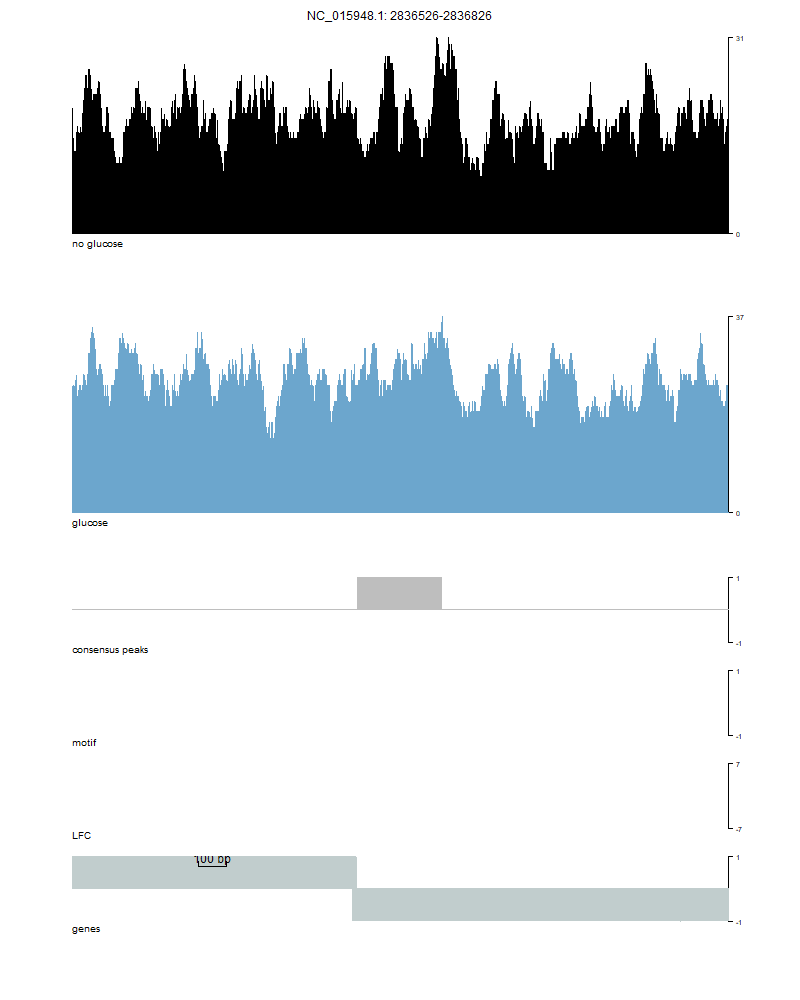 NC_015948.1: 2836526-2836826
31
0
no glucose
37
0
glucose
1
-1
consensus peaks
1
-1
motif
7
-7
LFC
100 bp
1
-1
genes